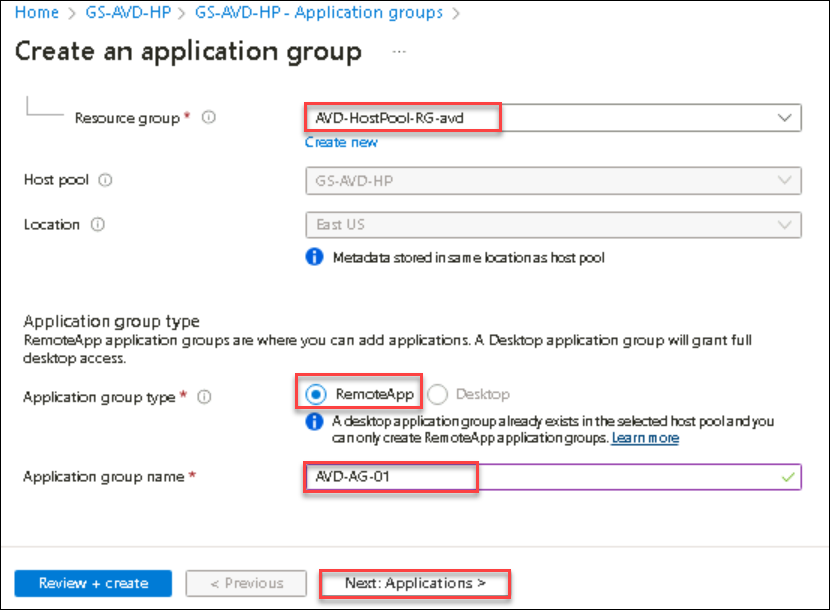 Home > GS-AVD-HP > GS-AVD-HP - Application groups >
Create an application group ...
Resource group * AVD-HostPool-RG-avd
Create new
Host pool GS-AVD-HP
Location East US
Metadata stored in same location as host pool
Application group type
RemoteApp application groups are where you can add applications. A Desktop application group will grant full
desktop access.
Application group type * RemoteApp Desktop
A desktop application group already exists in the selected host pool and you
can only create RemoteApp application groups. Learn more
Application group name * AVD-AG-01
Review + create < Previous Next: Applications >